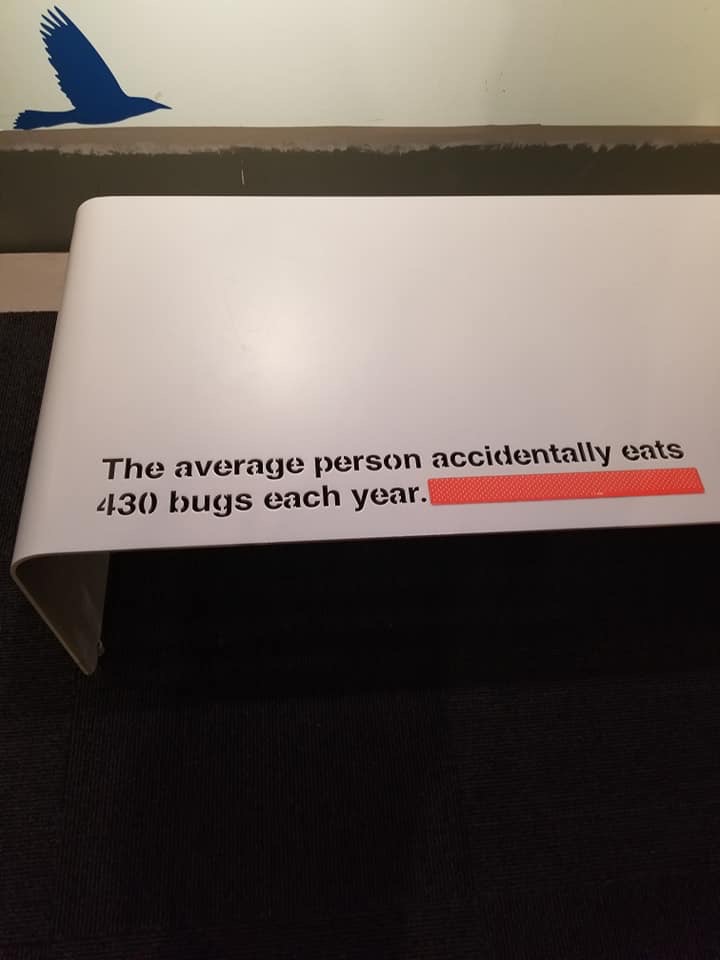 The average person accidentally eats
430 bugs each year.